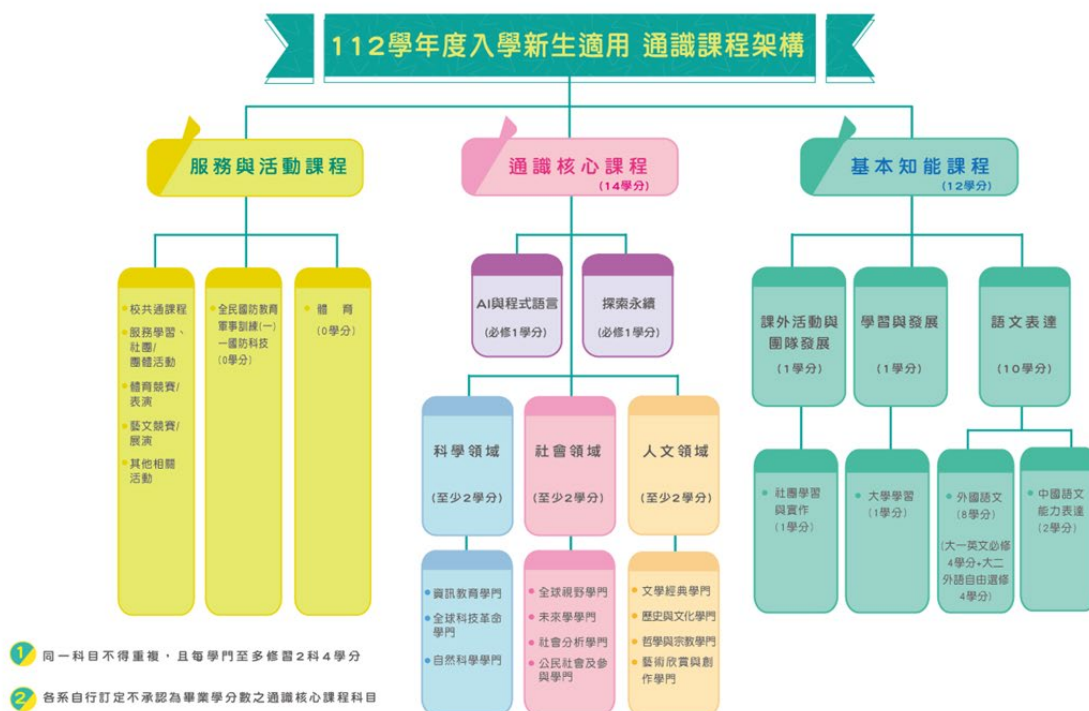 112學年度入學新生適用 通識課程架構
服務與活動課程
校共通課程
服務學習、
社團/
團體活動
體育競賽/
表演
藝文競賽/
展演
其他相關
活動
全民國防教育
軍事訓練(一)
—國防科技
(0學分)
體 育
(0學分)
通識核心課程
(14學分)
AI與程式語言
(必修1學分)
探索永續
(必修1學分)
科學領域
(至少2學分)
資訊教育學門
全球科技革命
學門
自然科學學門
社會領域
(至少2學分)
全球視野學門
未來學學門
社會分析學門
公民社會及參
與學門
人文領域
(至少2學分)
文學經典學門
歷史與文化學門
哲學與宗教學門
藝術欣賞與創
作學門
基本知能課程
(12學分)
課外活動與
團隊發展
(1學分)
社團學習
與實作
(1學分)
學習與發展
(1學分)
大學學習
(1學分)
語文表達
(10學分)
外國語文
(8學分)
(大一英文必修
4學分+大二
外語自由選修
4學分)
中國語文
能力表達
(2學分)
1 同一科目不得重複，且每學門至多修習2科4學分
2 各系自行訂定不承認為畢業學分數之通識核心課程科目